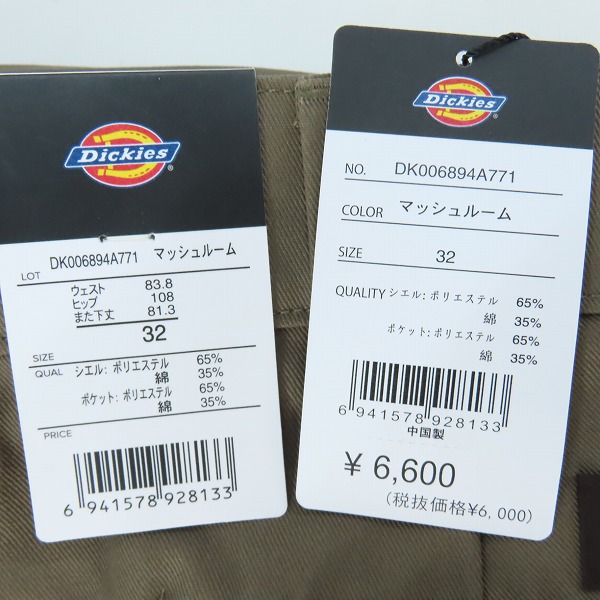 Dickies
LOT DK006894A771 マッシュルーム
ウェスト 83.8
ヒップ 108
また下丈 81.3
SIZE 32
QUAL シエル: ポリエステル 65%
綿 35%
ポケット: ポリエステル 65%
綿 35%
PRICE
6 941578 928133
Dickies
NO. DK006894A771
COLOR マッシュルーム
SIZE 32
QUALITY シエル: ポリエステル 65%
綿 35%
ポケット: ポリエステル 65%
綿 35%
6 941578 928133
中国製
¥ 6,600
(税抜価格¥6,000)